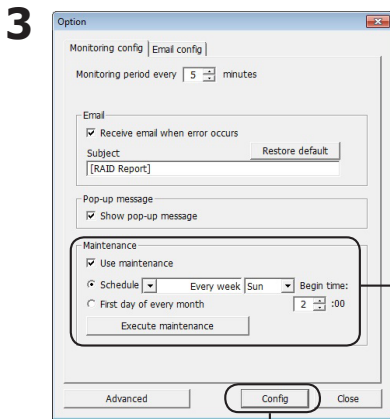 3
Option
Monitoring config Email config
Monitoring period every 5 minutes
Email
Receive email when error occurs
Subject Restore default
[RAID Report]
Pop-up message
Show pop-up message
Maintenance
Use maintenance
Schedule Every week Sun Begin time:
First day of every month 2 :00
Execute maintenance
Advanced Config Close